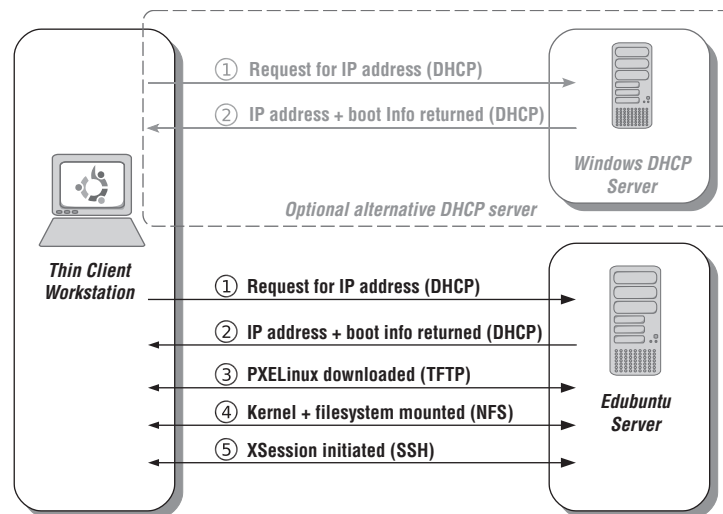 ① Request for IP address (DHCP)
② IP address + boot Info returned (DHCP)
Windows DHCP
Server
Optional alternative DHCP server
Thin Client
Workstation
① Request for IP address (DHCP)
② IP address + boot info returned (DHCP)
③ PXELinux downloaded (TFTP)
④ Kernel + filesystem mounted (NFS)
⑤ XSession initiated (SSH)
Edubuntu
Server